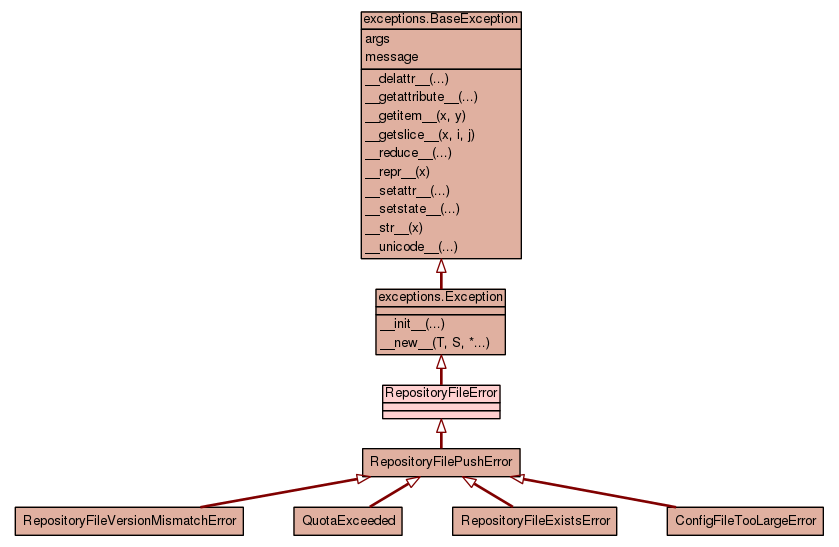 exceptions.BaseException
args
message
__delattr__(...)
__getattribute__(...)
__getitem__(x, y)
__getslice__(x, i, j)
__reduce__(...)
__repr__(x)
__setattr__(...)
__setstate__(...)
__str__(x)
__unicode__(...)
exceptions.Exception
__init__(...)
__new__(T, S, *...)
RepositoryFileError
RepositoryFilePushError
RepositoryFileVersionMismatchError
QuotaExceeded
RepositoryFileExistsError
ConfigFileTooLargeError